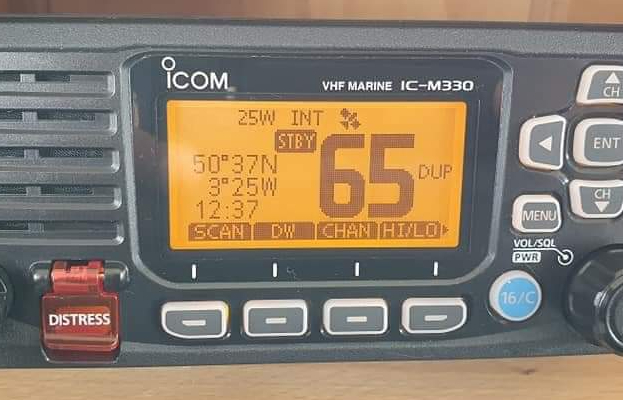 ICOM
VHF MARINE IC-M330
25W INT
STBY
65
DUP
50°37N
3°25W
12:37
SCAN DW CHAN HI/LO
CH
ENT
CH
MENU
VOL/SQL
PWR
16/C
DISTRESS